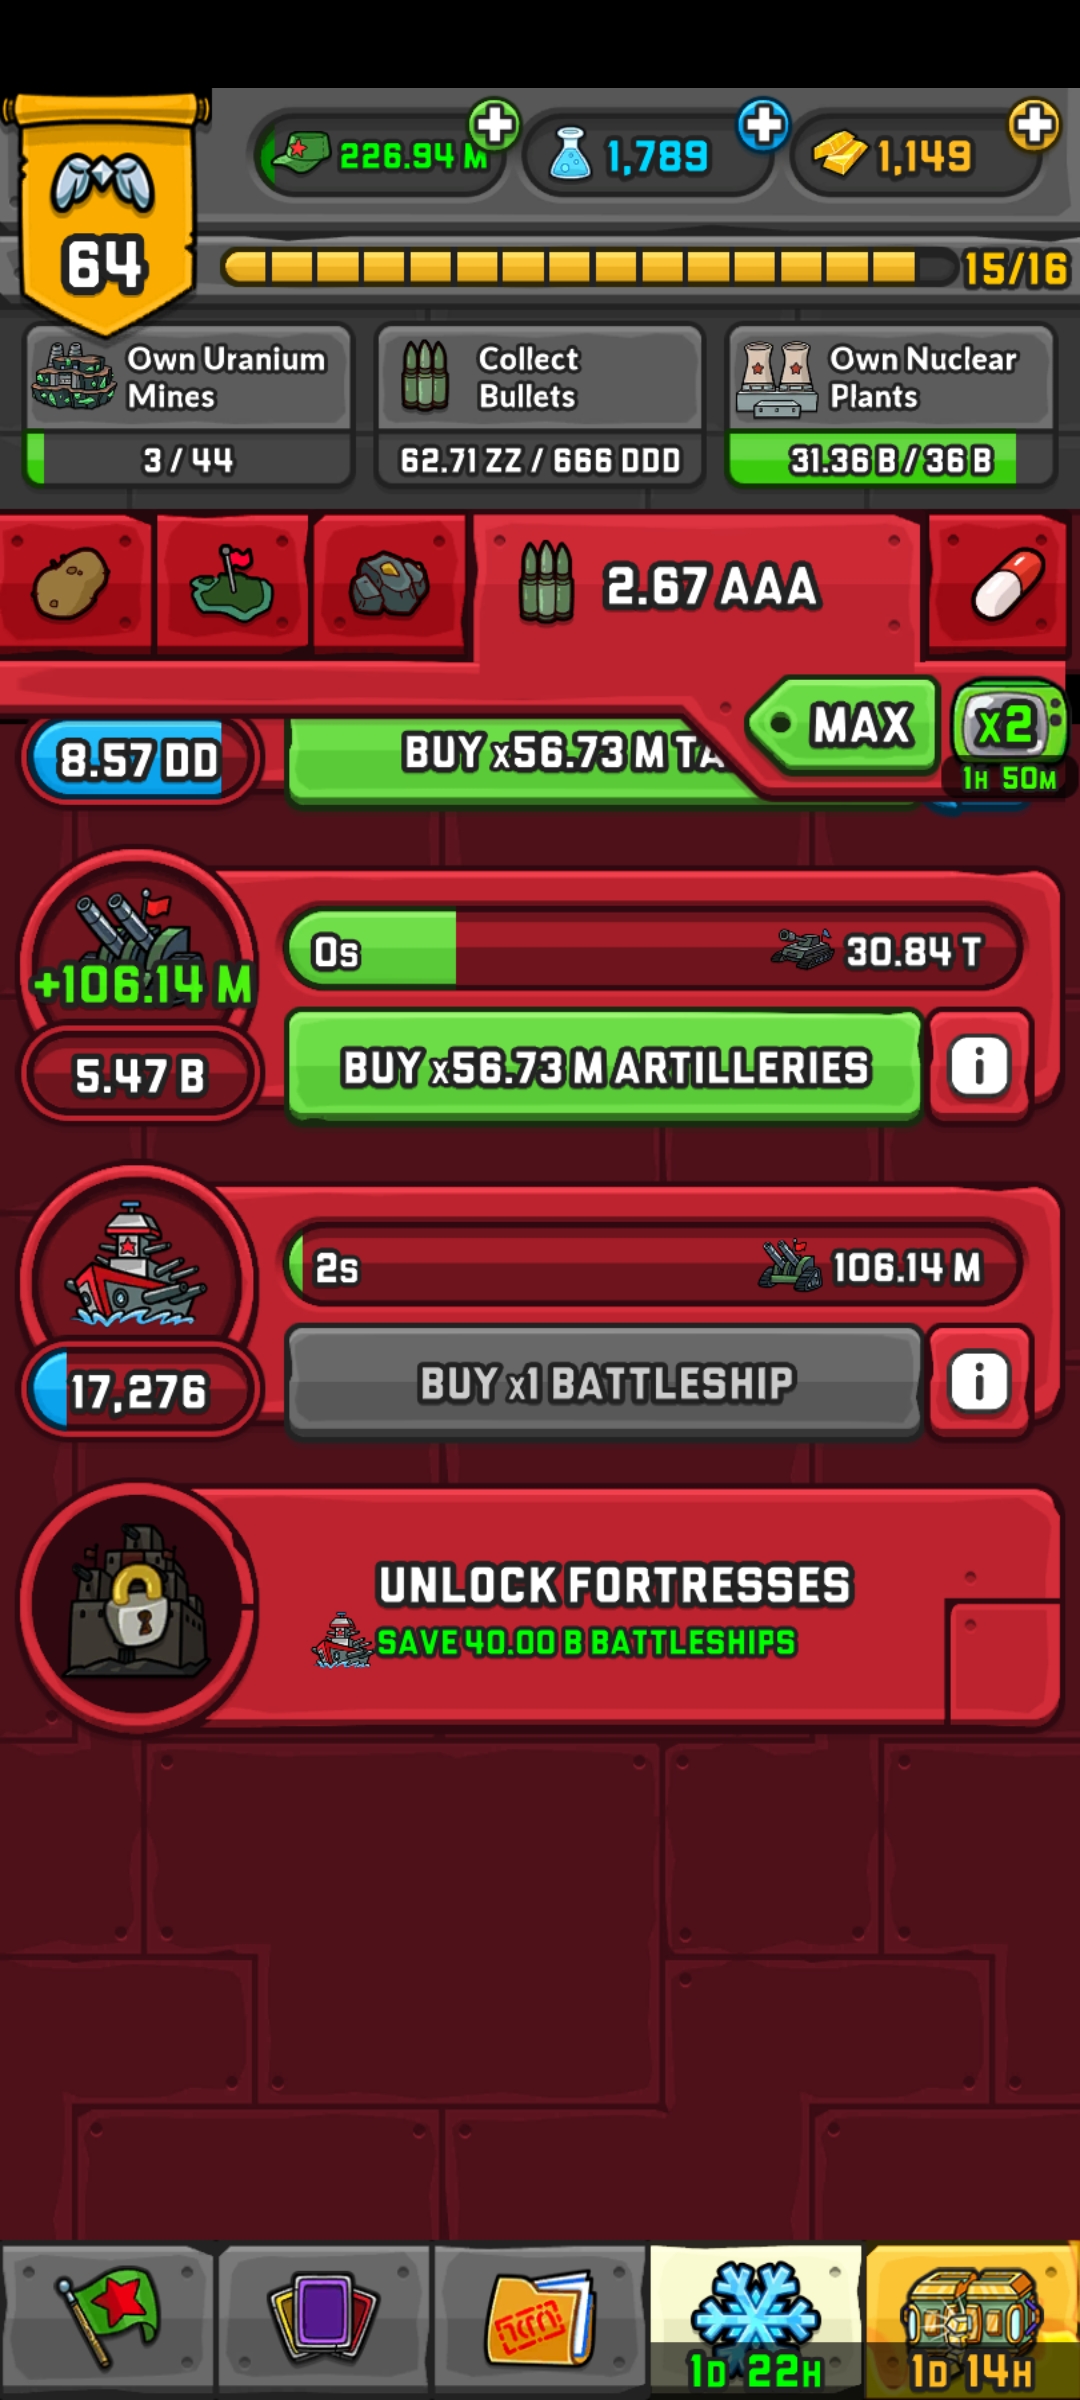 226.94 M
1,789
1,149
64
15/16
Own Uranium
Mines
3 / 44
Collect
Bullets
62.71 ZZ / 666 DDD
Own Nuclear
Plants
31.36 B / 36 B
2.67 AAA
MAX
x2
1H 50M
8.57 DD
BUY x56.73 M TA
0s
30.84 T
+106.14 M
5.47 B
BUY x56.73 M ARTILLERIES
i
2s
106.14 M
17,276
BUY x1 BATTLESHIP
i
UNLOCK FORTRESSES
SAVE 40.00 B BATTLESHIPS
1D 22H
1D 14H